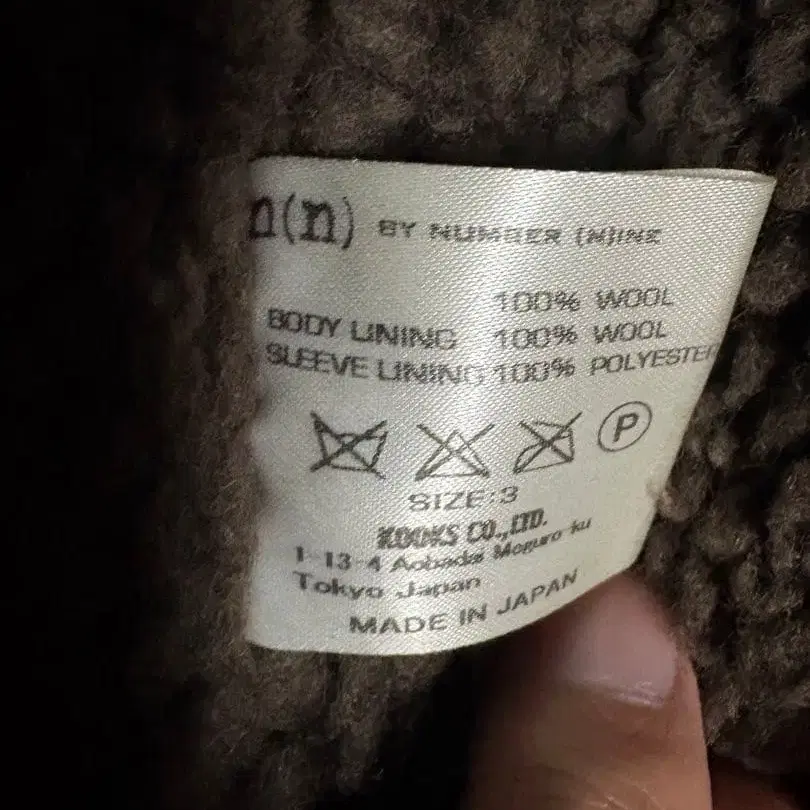 n(n) BY NUMBER (N)INE
100% WOOL
BODY LINING 100% WOOL
SLEEVE LINING 100% POLYESTER
P
SIZE:3
KOOKS CO.,LTD.
1-13-4 Aobadai Meguro-ku
Tokyo Japan
MADE IN JAPAN